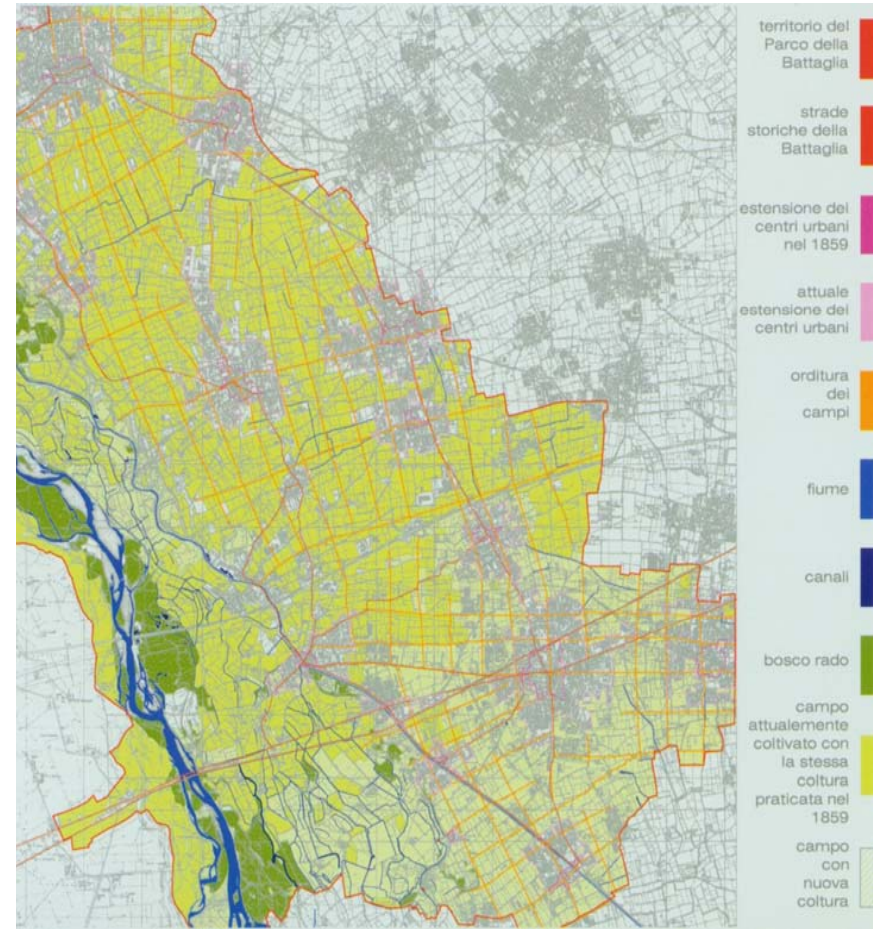 territorio del
Parco della
Battaglia
strade
storiche della
Battaglia
estensione dei
centri urbani
nel 1859
attuale
estensione dei
centri urbani
orditura
dei
campi
fiume
canali
bosco rado
campo
attualemente
coltivato con
la stessa
coltura
praticata nel
1859
campo
con
nuova
coltura